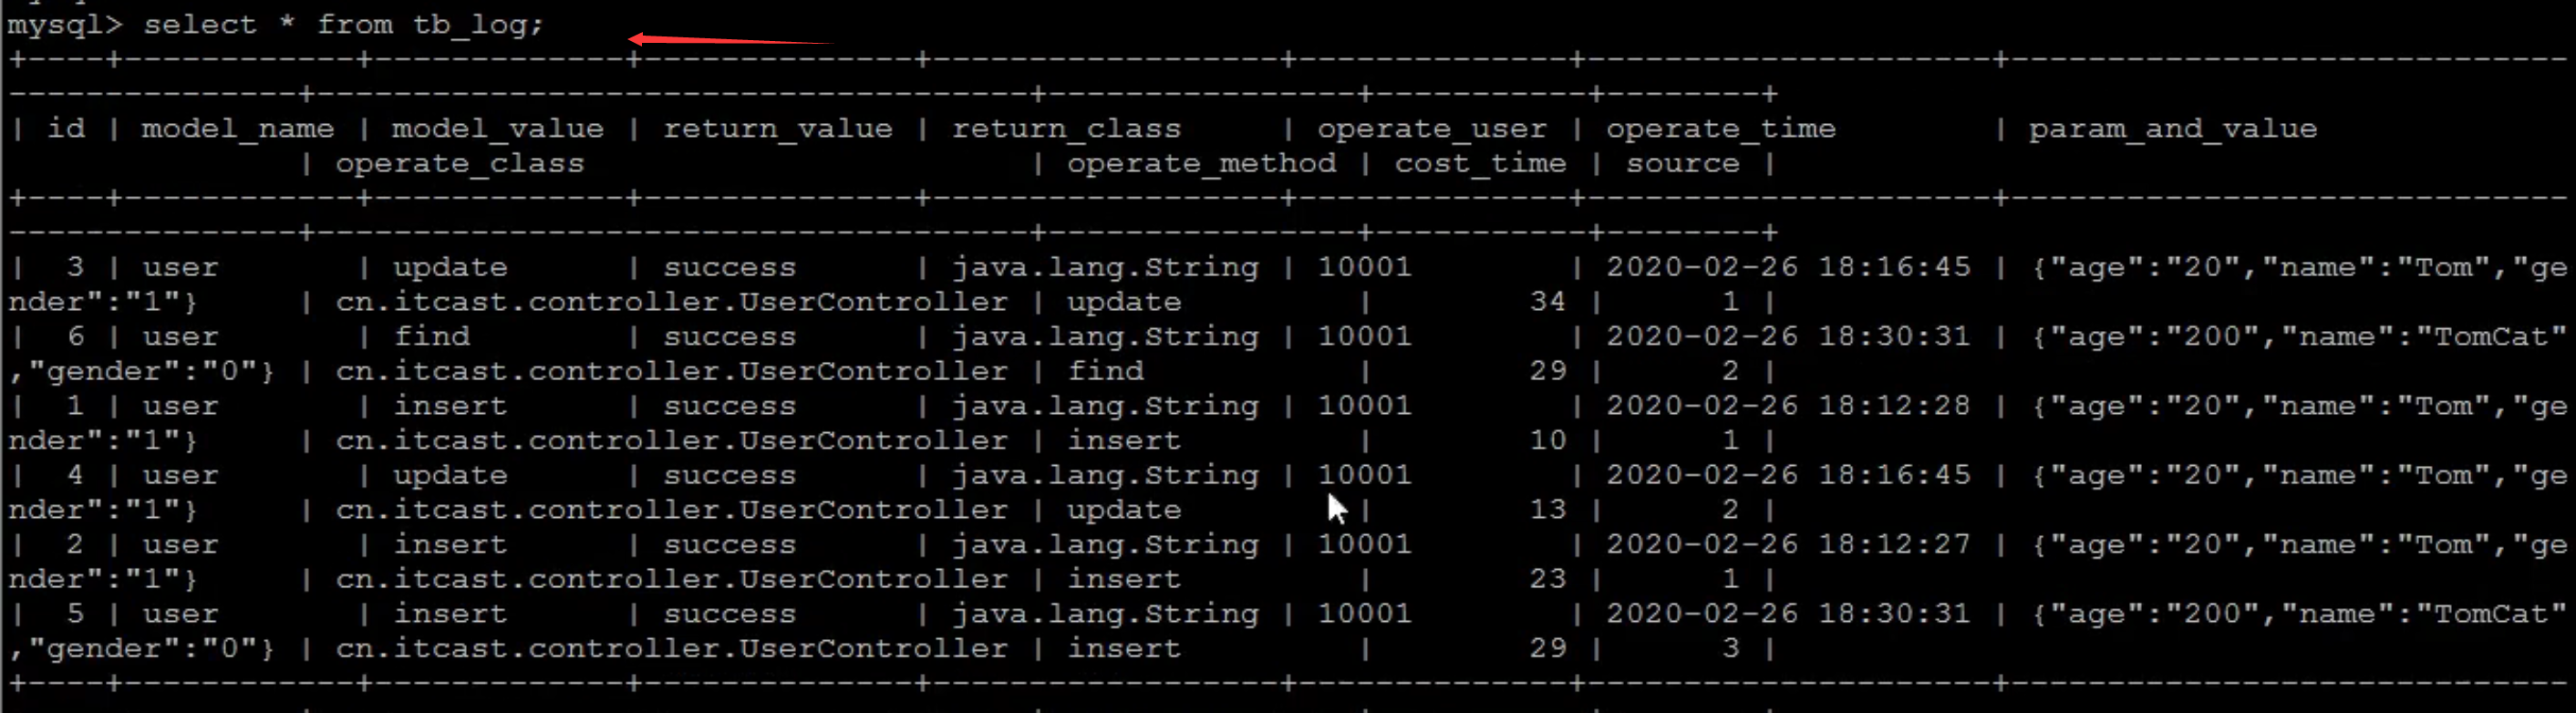 mysql> select * from tb_log;
+----+------------+-------------+--------------+------------------+--------------+---------------------+----------------------------
---------------+-------------------------------------+----------------+-----------+--------+
| id | model_name | model_value | return_value | return_class     | operate_user | operate_time        | param_and_value
               | operate_class                       | operate_method | cost_time | source |
+----+------------+-------------+--------------+------------------+--------------+---------------------+----------------------------
---------------+-------------------------------------+----------------+-----------+--------+
|  3 | user       | update      | success      | java.lang.String | 10001        | 2020-02-26 18:16:45 | {"age":"20","name":"Tom","ge
nder":"1"}     | cn.itcast.controller.UserController | update         |        34 |      1 |
|  6 | user       | find        | success      | java.lang.String | 10001        | 2020-02-26 18:30:31 | {"age":"200","name":"TomCat"
,"gender":"0"} | cn.itcast.controller.UserController | find           |        29 |      2 |
|  1 | user       | insert      | success      | java.lang.String | 10001        | 2020-02-26 18:12:28 | {"age":"20","name":"Tom","ge
nder":"1"}     | cn.itcast.controller.UserController | insert         |        10 |      1 |
|  4 | user       | update      | success      | java.lang.String | 10001        | 2020-02-26 18:16:45 | {"age":"20","name":"Tom","ge
nder":"1"}     | cn.itcast.controller.UserController | update         |        13 |      2 |
|  2 | user       | insert      | success      | java.lang.String | 10001        | 2020-02-26 18:12:27 | {"age":"20","name":"Tom","ge
nder":"1"}     | cn.itcast.controller.UserController | insert         |        23 |      1 |
|  5 | user       | insert      | success      | java.lang.String | 10001        | 2020-02-26 18:30:31 | {"age":"200","name":"TomCat"
,"gender":"0"} | cn.itcast.controller.UserController | insert         |        29 |      3 |
+----+------------+-------------+--------------+------------------+--------------+---------------------+----------------------------